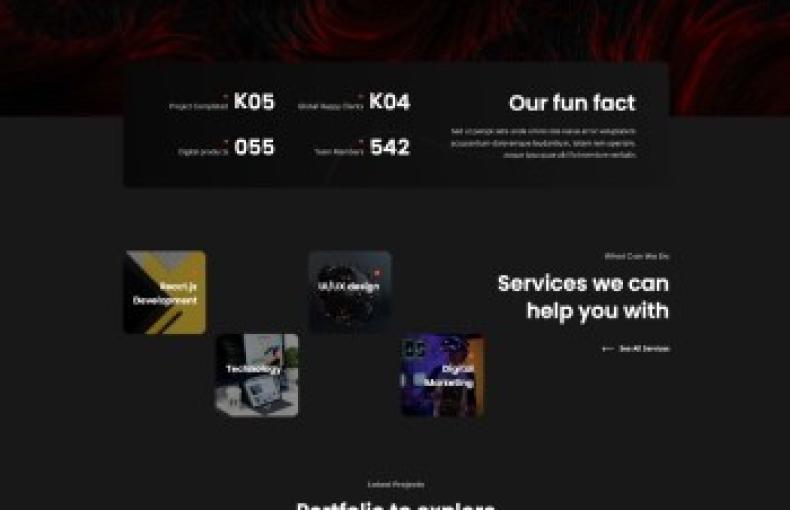 Our fun fact
Project Completed K05
Global Happy Clients K04
Digital products 055
Team Members 542
What Can We Do
Services we can
help you with
See All Services
React.js
Development
UI/UX design
Technology
Digital
Marketing
Latest Projects
Portfolio to explore